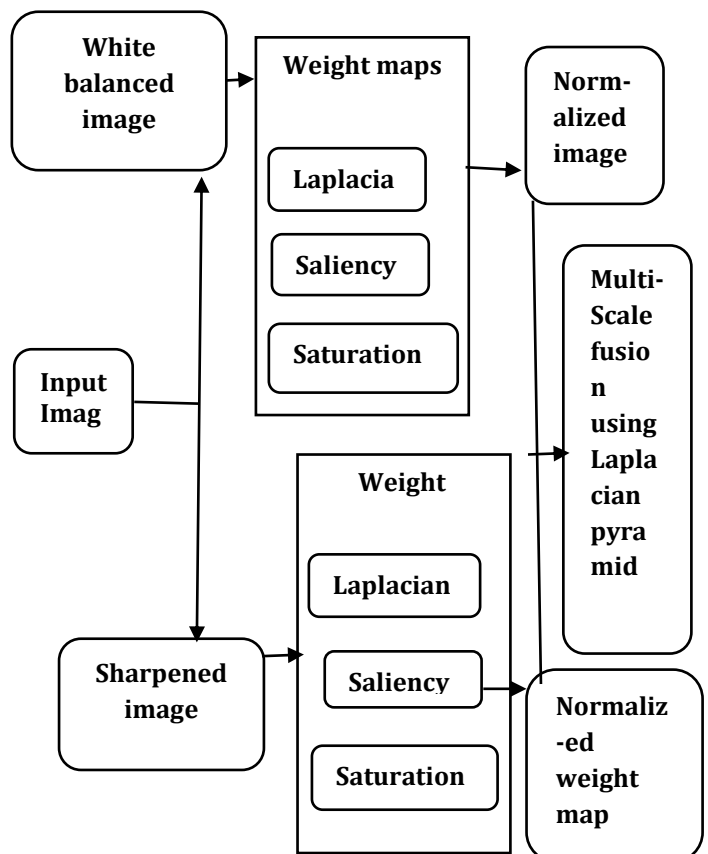 White
balanced
image
Weight maps
Laplacia
Saliency
Saturation
Norm-
alized
image
Input
Imag
Multi-
Scale
fusio
n
using
Lapla
cian
pyra
mid
Weight
Laplacian
Saliency
Saturation
Sharpened
image
Normaliz
-ed
weight
map